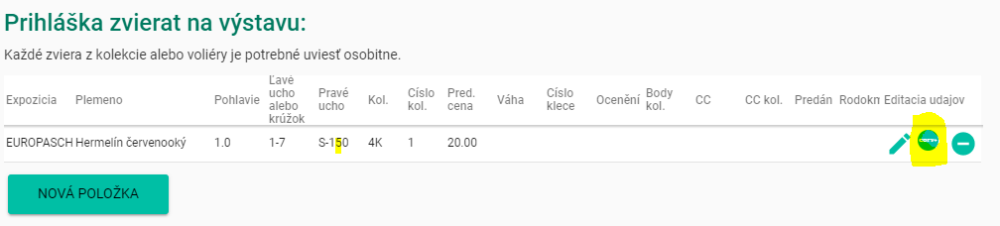 Prihláška zvierat na výstavu:
Každé zviera z kolekcie alebo voliéry je potrebné uviesť osobitne.
Expozicia Plemeno Pohlavie Ľavé ucho alebo krúžok Pravé ucho Kol. Číslo kol. Pred. cena Váha Číslo klece Ocenění Body kol. CC CC kol. Predán Rodokm Editacia udajov
EUROPASCH Hermelín červenooký 1.0 1-7 S-150 4K 1 20.00
NOVÁ POLOŽKA